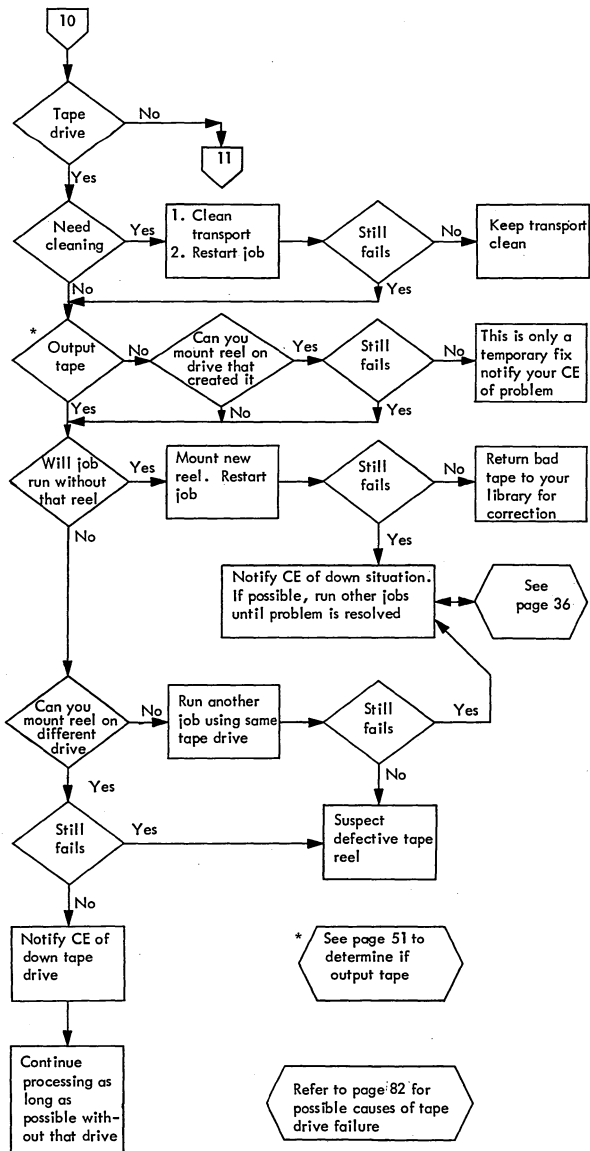 10
Tape
drive
No
11
Yes
Need
cleaning
Yes
1. Clean
transport
2. Restart job
Still
fails
No
Keep transport
clean
No
Yes
*
Output
tape
No
Can you
mount reel on
drive that
created it
Yes
Still
fails
No
This is only a
temporary fix
notify your CE
of problem
Yes
No
Yes
Will job
run without
that reel
Yes
Mount new
reel. Restart
job
Still
fails
No
Return bad
tape to your
library for
correction
No
Yes
Notify CE of down situation.
If possible, run other jobs
until problem is resolved
See
page 36
Can you
mount reel on
different
drive
No
Run another
job using same
tape drive
Still
fails
Yes
Yes
No
Still
fails
Yes
Suspect
defective tape
reel
No
Notify CE of
down tape
drive
* See page 51 to
determine if
output tape
Continue
processing as
long as
possible with-
out that drive
Refer to page 82 for
possible causes of tape
drive failure